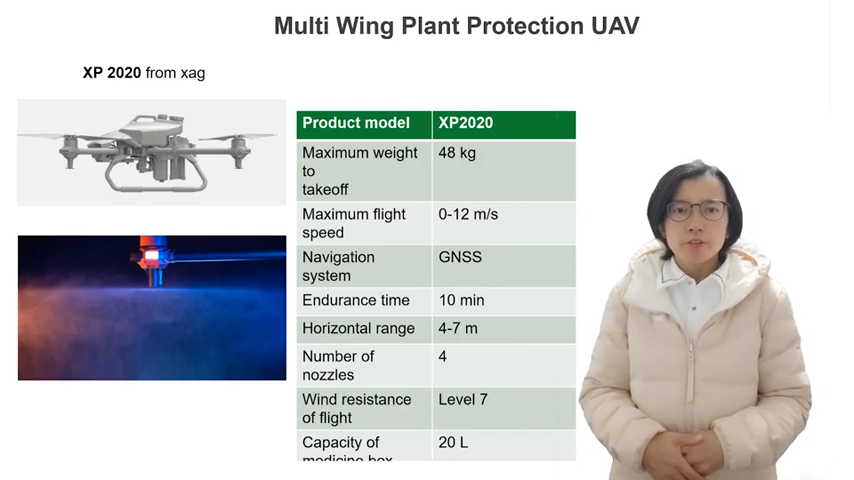 Multi Wing Plant Protection UAV
XP 2020 from xag
Product model XP2020
Maximum weight 48 kg
to
takeoff
Maximum flight 0-12 m/s
speed
Navigation GNSS
system
Endurance time 10 min
Horizontal range 4-7 m
Number of 4
nozzles
Wind resistance Level 7
of flight
Capacity of 20 L
medicine box